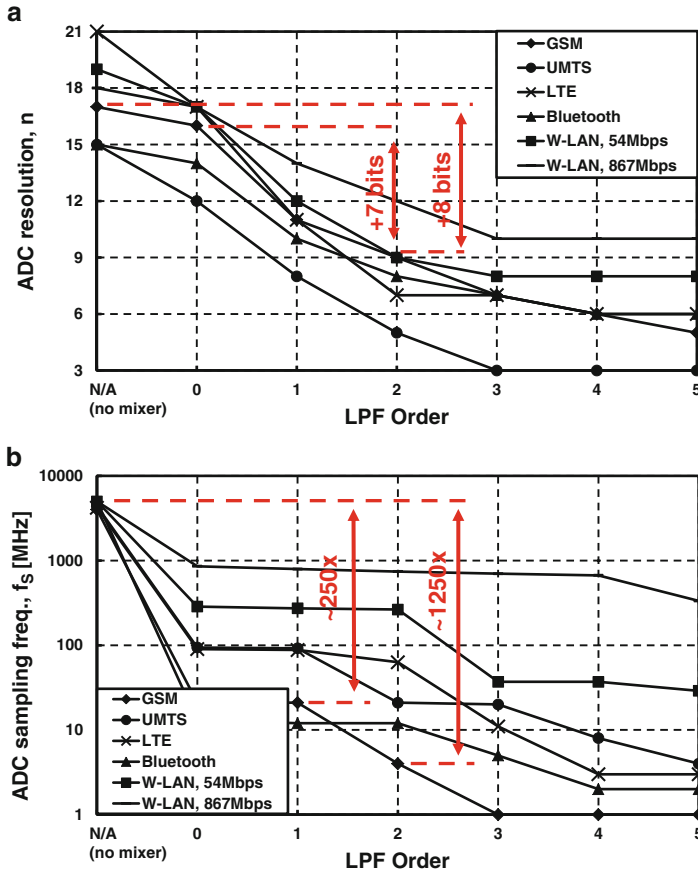 a
21
18
15
12
9
6
3
ADC resolution, n
+7 bits
+8 bits
GSM
UMTS
LTE
Bluetooth
W-LAN, 54Mbps
W-LAN, 867Mbps
N/A
(no mixer)
0
1
2
3
4
5
LPF Order
b
10000
1000
100
10
1
ADC sampling freq., fS [MHz]
~250x
~1250x
GSM
UMTS
LTE
Bluetooth
W-LAN, 54Mbps
W-LAN, 867Mbps
N/A
(no mixer)
0
1
2
3
4
5
LPF Order